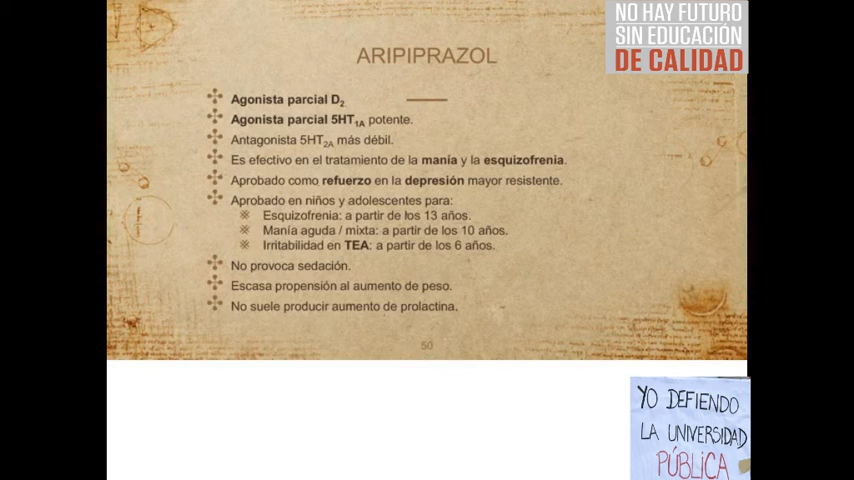 NO HAY FUTURO
SIN EDUCACIÓN
DE CALIDAD
ARIPIPRAZOL
Agonista parcial D2.
Agonista parcial 5HT1A potente.
Antagonista 5HT2A más débil.
Es efectivo en el tratamiento de la manía y la esquizofrenia.
Aprobado como refuerzo en la depresión mayor resistente.
Aprobado en niños y adolescentes para:
Esquizofrenia: a partir de los 13 años.
Manía aguda / mixta: a partir de los 10 años.
Irritabilidad en TEA: a partir de los 6 años.
No provoca sedación.
Escasa propensión al aumento de peso.
No suele producir aumento de prolactina.
50
YO DEFIENDO
LA UNIVERSIDAD
PÚBLICA